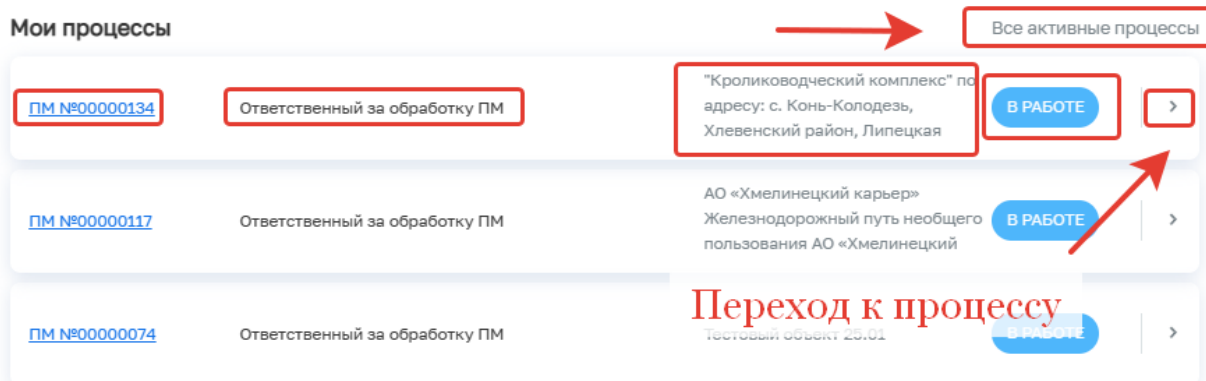 Мои процессы
Все активные процессы
ПМ №00000134
Ответственный за обработку ПМ
"Кролиководческий комплекс" по
адресу: с. Конь-Колодезь,
Хлевенский район, Липецкая
В РАБОТЕ
ПМ №00000117
Ответственный за обработку ПМ
АО «Хмелинецкий карьер»
Железнодорожный путь необщего
пользования АО «Хмелинецкий
В РАБОТЕ
Переход к процессу
ПМ №00000074
Ответственный за обработку ПМ
Тестовый объект 25.01
В РАБОТЕ